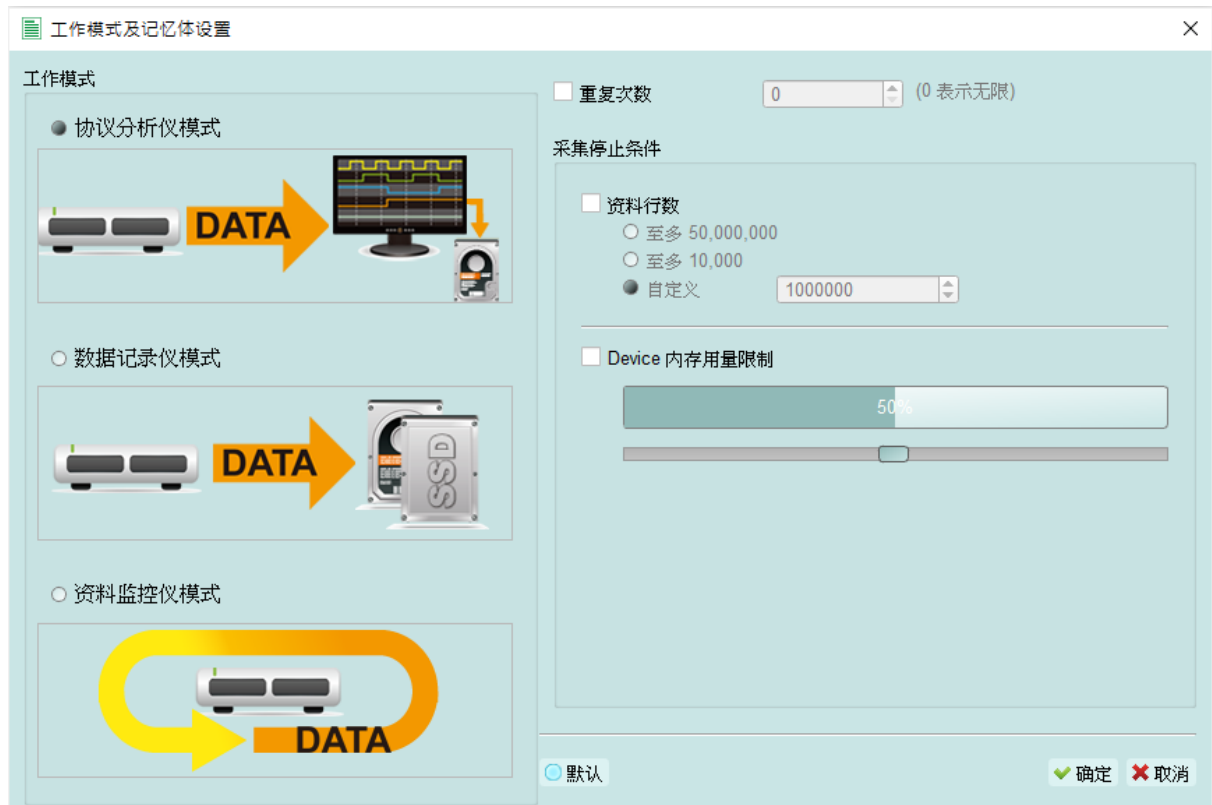 工作模式及记忆体设置
工作模式
协议分析仪模式
DATA
数据记录仪模式
DATA
SSD
资料监控仪模式
DATA
重复次数 0 (0 表示无限)
采集停止条件
资料行数
至多 50,000,000
至多 10,000
自定义 1000000
Device 内存用量限制
50%
默认 确定 取消